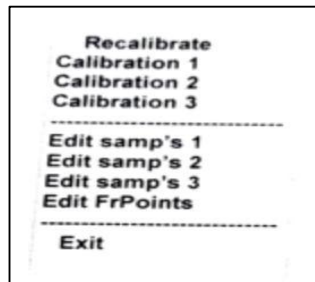 Recalibrate
Calibration 1
Calibration 2
Calibration 3
Edit samp's 1
Edit samp's 2
Edit samp's 3
Edit FrPoints
Exit